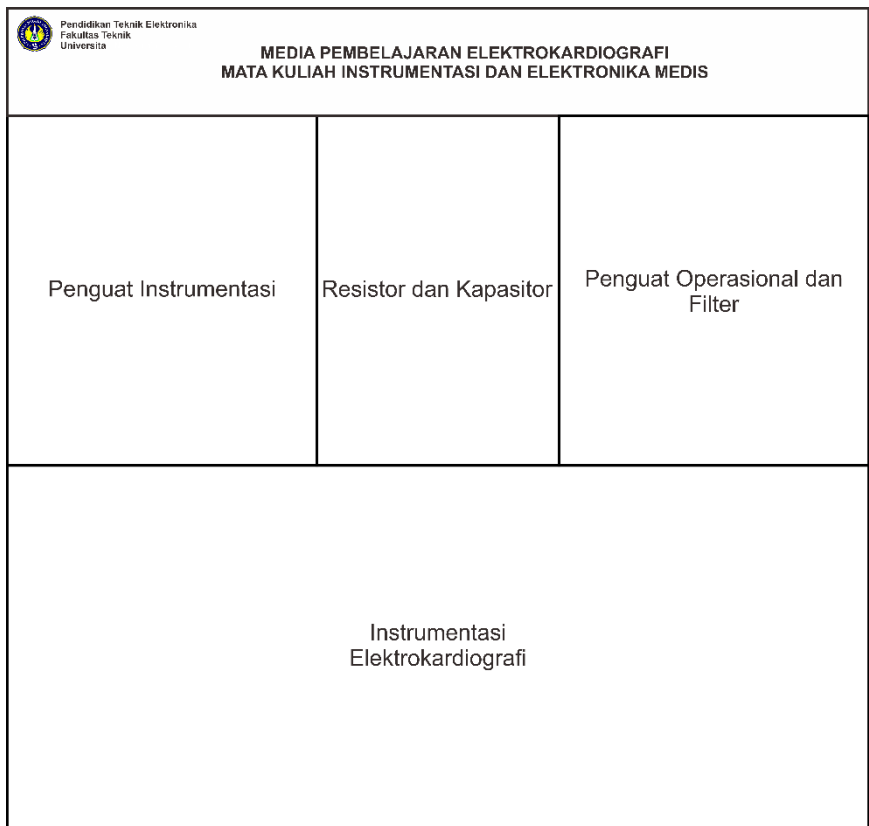 Pendidikan Teknik Elektronika
Fakultas Teknik
Universita
MEDIA PEMBELAJARAN ELEKTROKARDIOGRAFI
MATA KULIAH INSTRUMENTASI DAN ELEKTRONIKA MEDIS
Penguat Instrumentasi
Resistor dan Kapasitor
Penguat Operasional dan
Filter
Instrumentasi
Elektrokardiografi